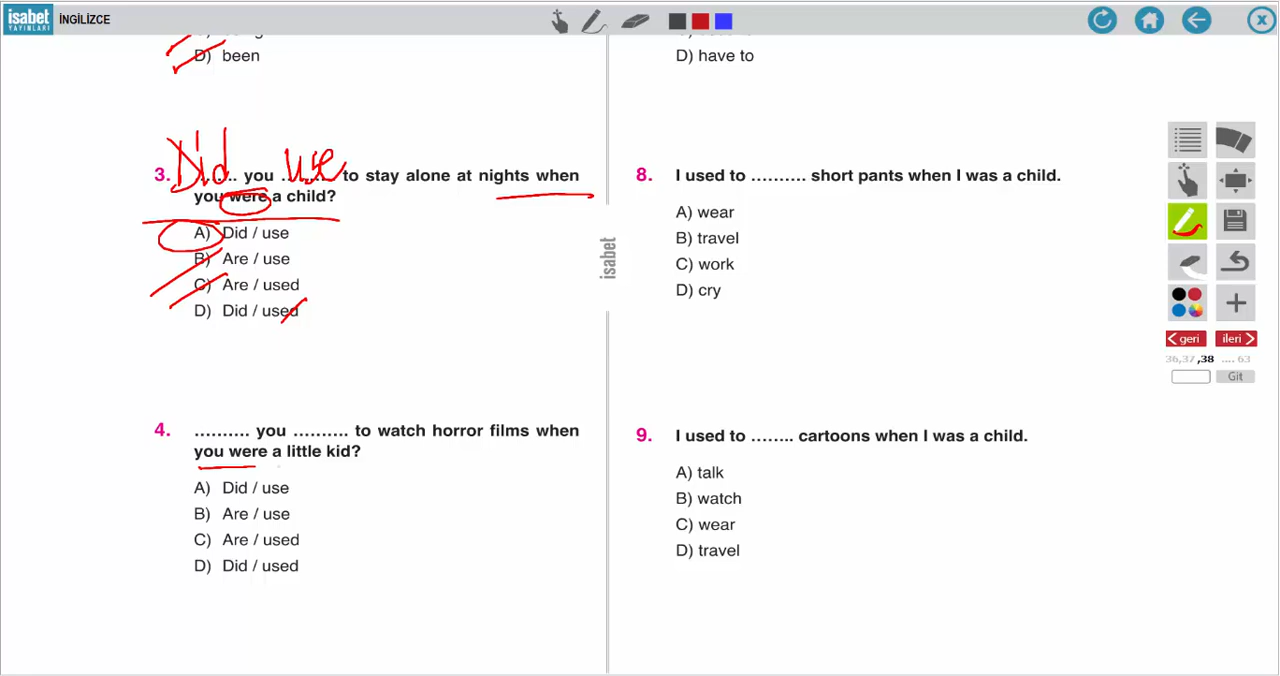 isabet
YAYINLARI
İNGİLİZCE
D) been
Did use
3. ........ you .......... to stay alone at nights when
you were a child?
A) Did / use
B) Are / use
C) Are / used
D) Did / used
4. .......... you .......... to watch horror films when
you were a little kid?
A) Did / use
B) Are / use
C) Are / used
D) Did / used
isabet
D) have to
8. I used to .......... short pants when I was a child.
A) wear
B) travel
C) work
D) cry
9. I used to ........ cartoons when I was a child.
A) talk
B) watch
C) wear
D) travel
geri
ileri
36,37,38 .... 63
Git